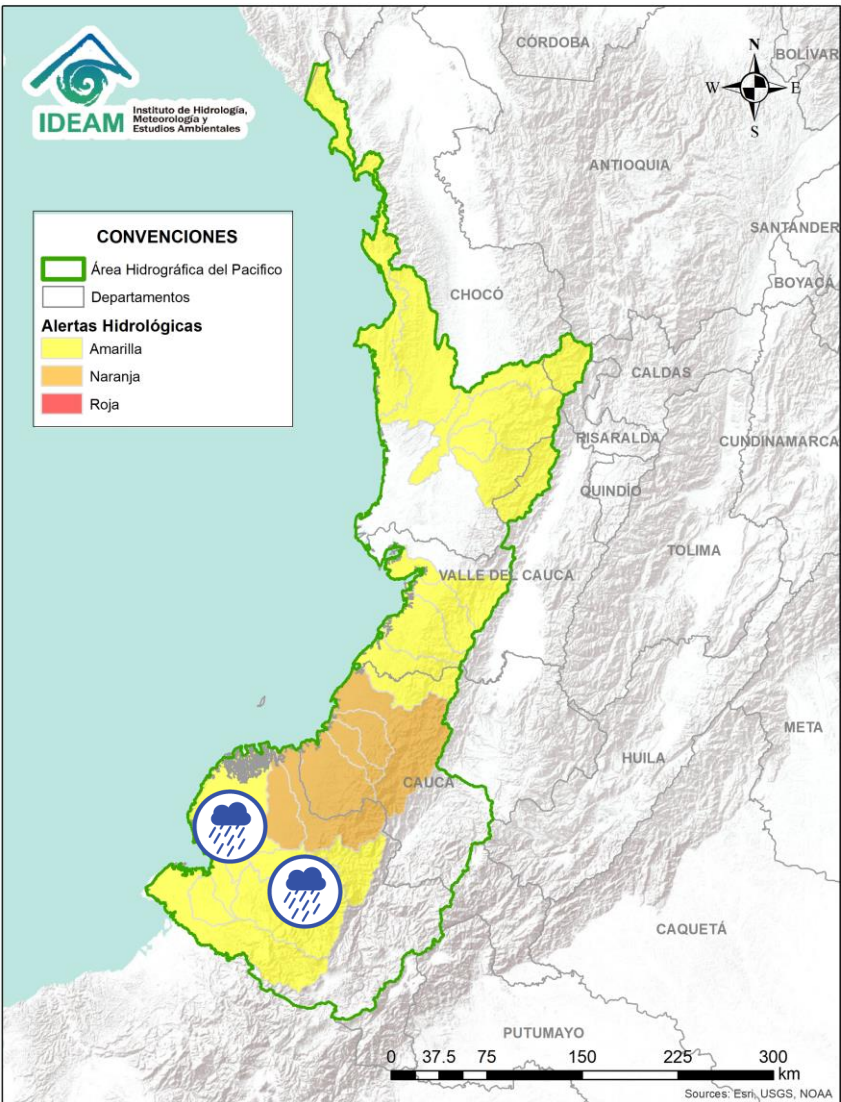 IDEAM
Instituto de Hidrología,
Meteorología y
Estudios Ambientales
N
W
E
S
CÓRDOBA
BOLÍVAR
ANTIOQUIA
SANTANDER
BOYACÁ
CHOCÓ
CALDAS
RISARALDA
CUNDINAMARCA
QUINDÍO
TOLIMA
VALLE DEL CAUCA
META
HUILA
CAUCA
CAQUETÁ
PUTUMAYO
CONVENCIONES
Área Hidrográfica del Pacifico
Departamentos
Alertas Hidrológicas
Amarilla
Naranja
Roja
0 37.5 75 150 225 300
km
Sources: Esri, USGS, NOAA